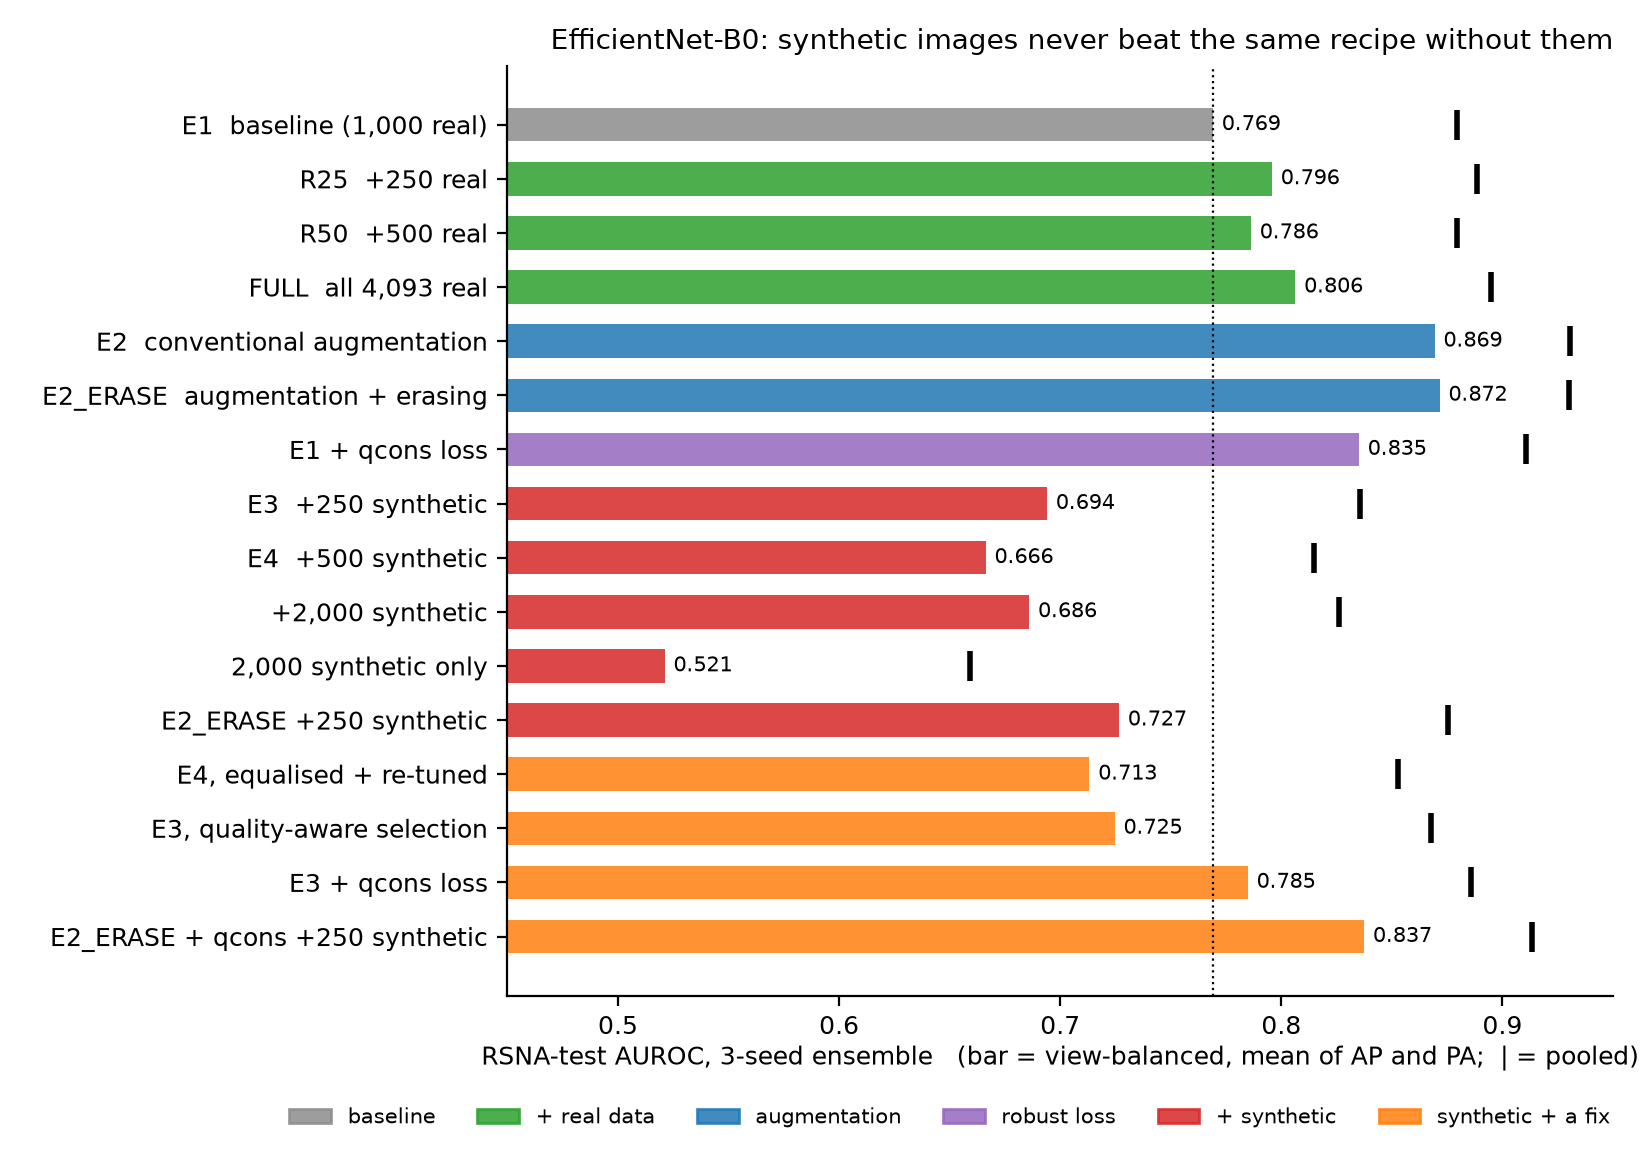 EfficientNet-B0: synthetic images never beat the same recipe without them
E1  baseline (1,000 real)
0.769
R25  +250 real
0.796
R50  +500 real
0.786
FULL  all 4,093 real
0.806
E2  conventional augmentation
0.869
E2_ERASE  augmentation + erasing
0.872
E1 + qcons loss
0.835
E3  +250 synthetic
0.694
E4  +500 synthetic
0.666
+2,000 synthetic
0.686
2,000 synthetic only
0.521
E2_ERASE +250 synthetic
0.727
E4, equalised + re-tuned
0.713
E3, quality-aware selection
0.725
E3 + qcons loss
0.785
E2_ERASE + qcons +250 synthetic
0.837
0.5 0.6 0.7 0.8 0.9
RSNA-test AUROC, 3-seed ensemble   (bar = view-balanced, mean of AP and PA;  | = pooled)
baseline + real data augmentation robust loss + synthetic synthetic + a fix